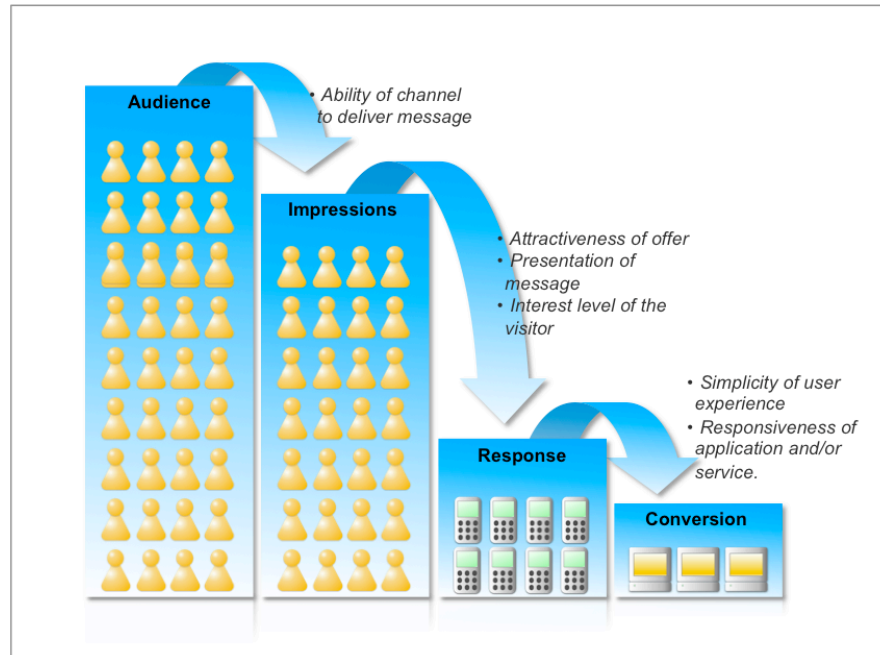 Audience
• Ability of channel
to deliver message
Impressions
• Attractiveness of offer
• Presentation of
message
• Interest level of the
visitor
Response
• Simplicity of user
experience
• Responsiveness of
application and/or
service.
Conversion